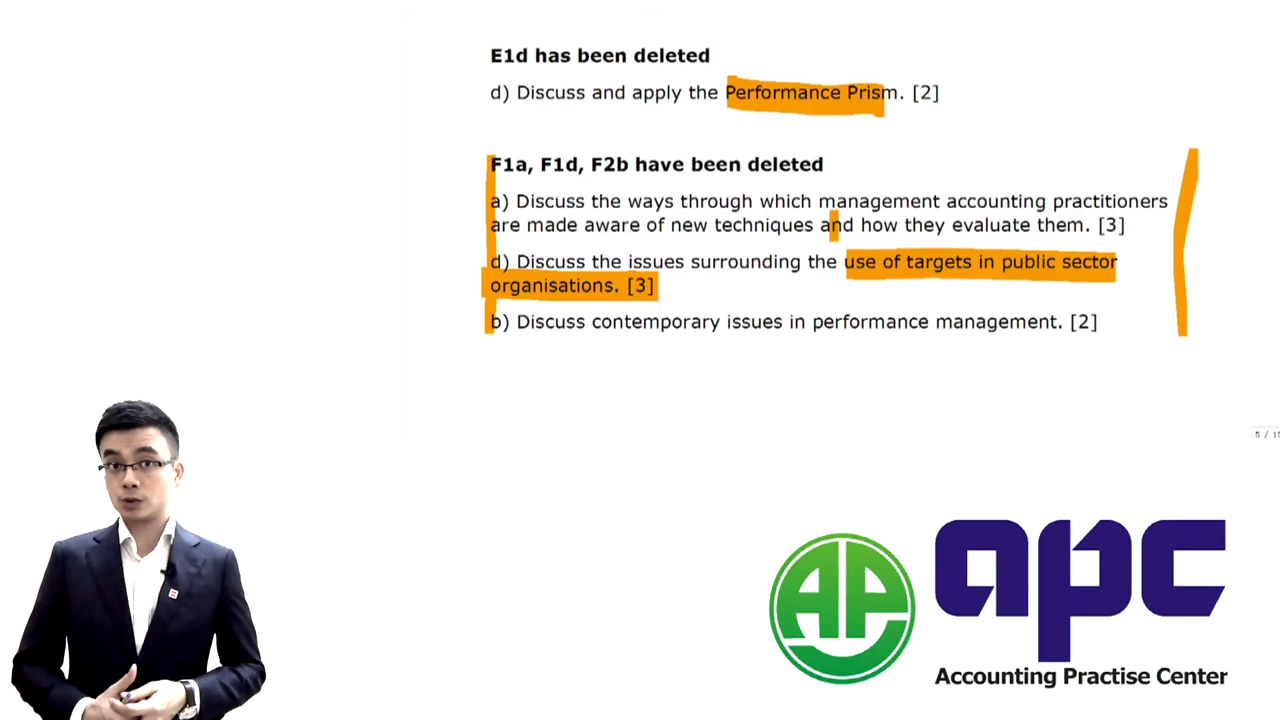 E1d has been deleted
d) Discuss and apply the Performance Prism. [2]
F1a, F1d, F2b have been deleted
a) Discuss the ways through which management accounting practitioners
are made aware of new techniques and how they evaluate them. [3]
d) Discuss the issues surrounding the use of targets in public sector
organisations. [3]
b) Discuss contemporary issues in performance management. [2]
AP
apc
Accounting Practise Center